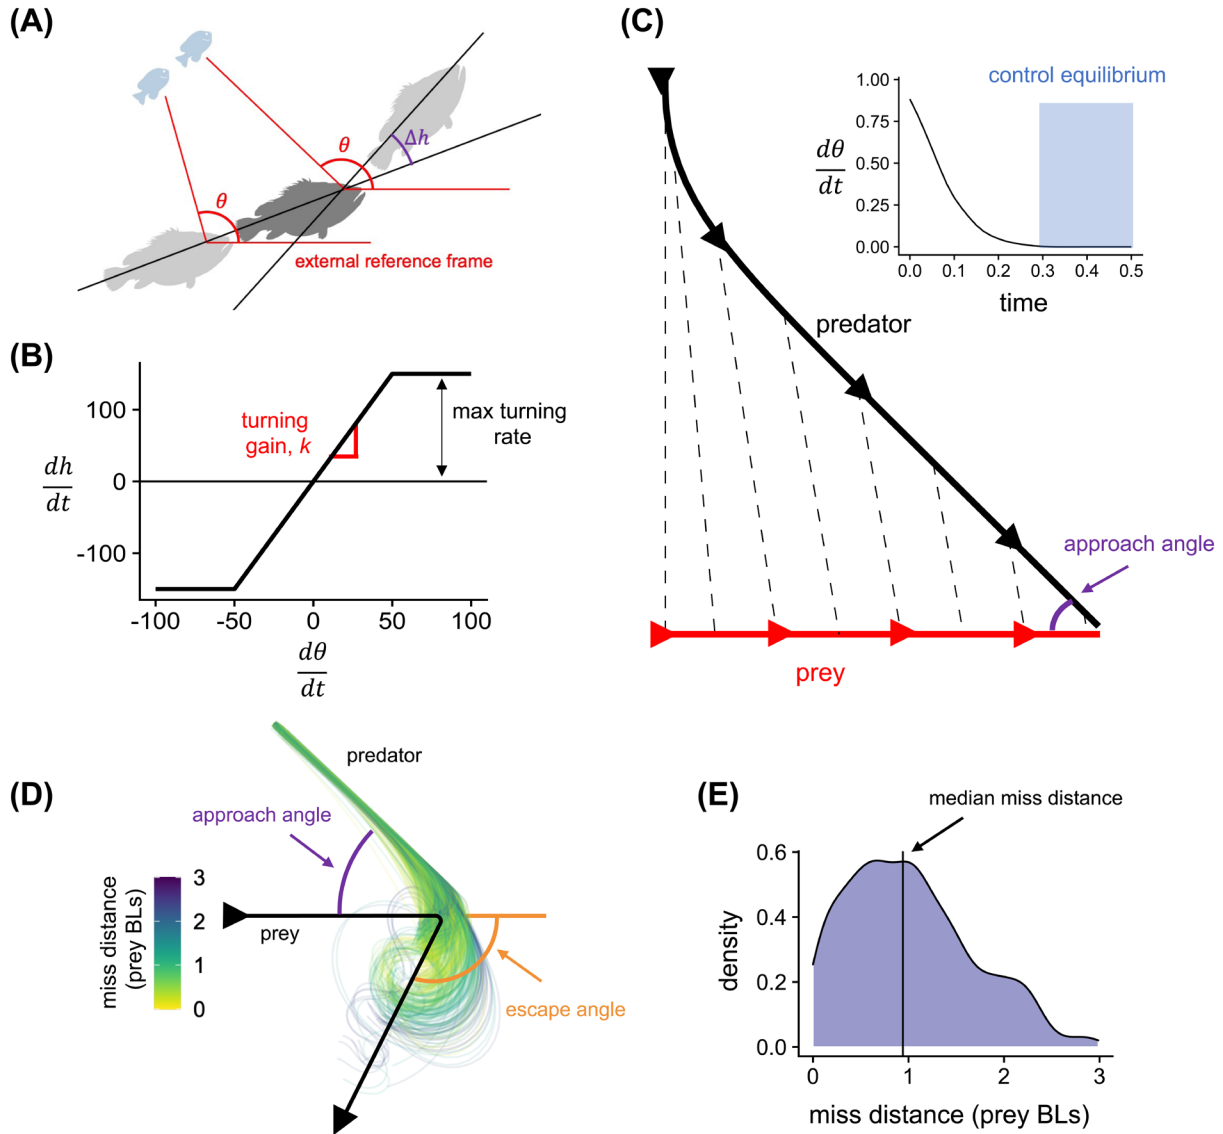 (A)
θ
Δh
θ
external reference frame
(B)
100
0
-100
dh
dt
turning
gain, k
max turning
rate
-100
-50
0
50
100
dθ
dt
(C)
control equilibrium
1.00
0.75
0.50
0.25
0.00
dθ
dt
0.0
0.1
0.2
0.3
0.4
0.5
time
predator
approach angle
prey
(D)
predator
approach angle
miss distance
(prey BLs)
3
2
1
0
prey
escape angle
(E)
median miss distance
0.6
0.4
0.2
0.0
density
0
1
2
3
miss distance (prey BLs)